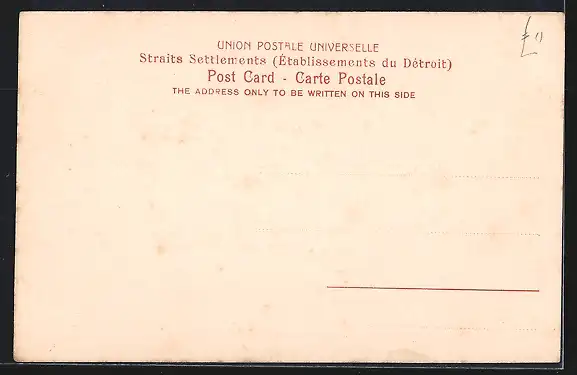 UNION POSTALE UNIVERSELLE
Straits Settlements (Établissements du Détroit)
Post Card - Carte Postale
THE ADDRESS ONLY TO BE WRITTEN ON THIS SIDE